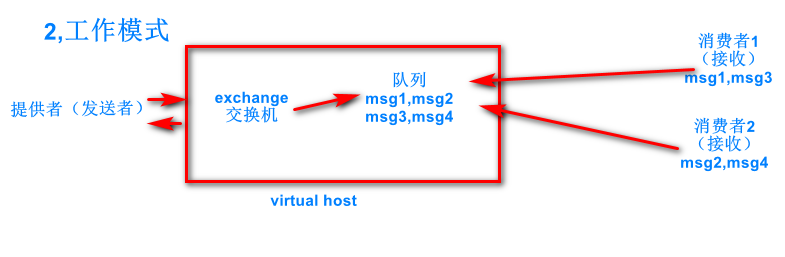 2,工作模式
提供者（发送者）
exchange
交换机
队列
msg1,msg2
msg3,msg4
消费者1
（接收）
msg1,msg3
消费者2
（接收）
msg2,msg4
virtual host